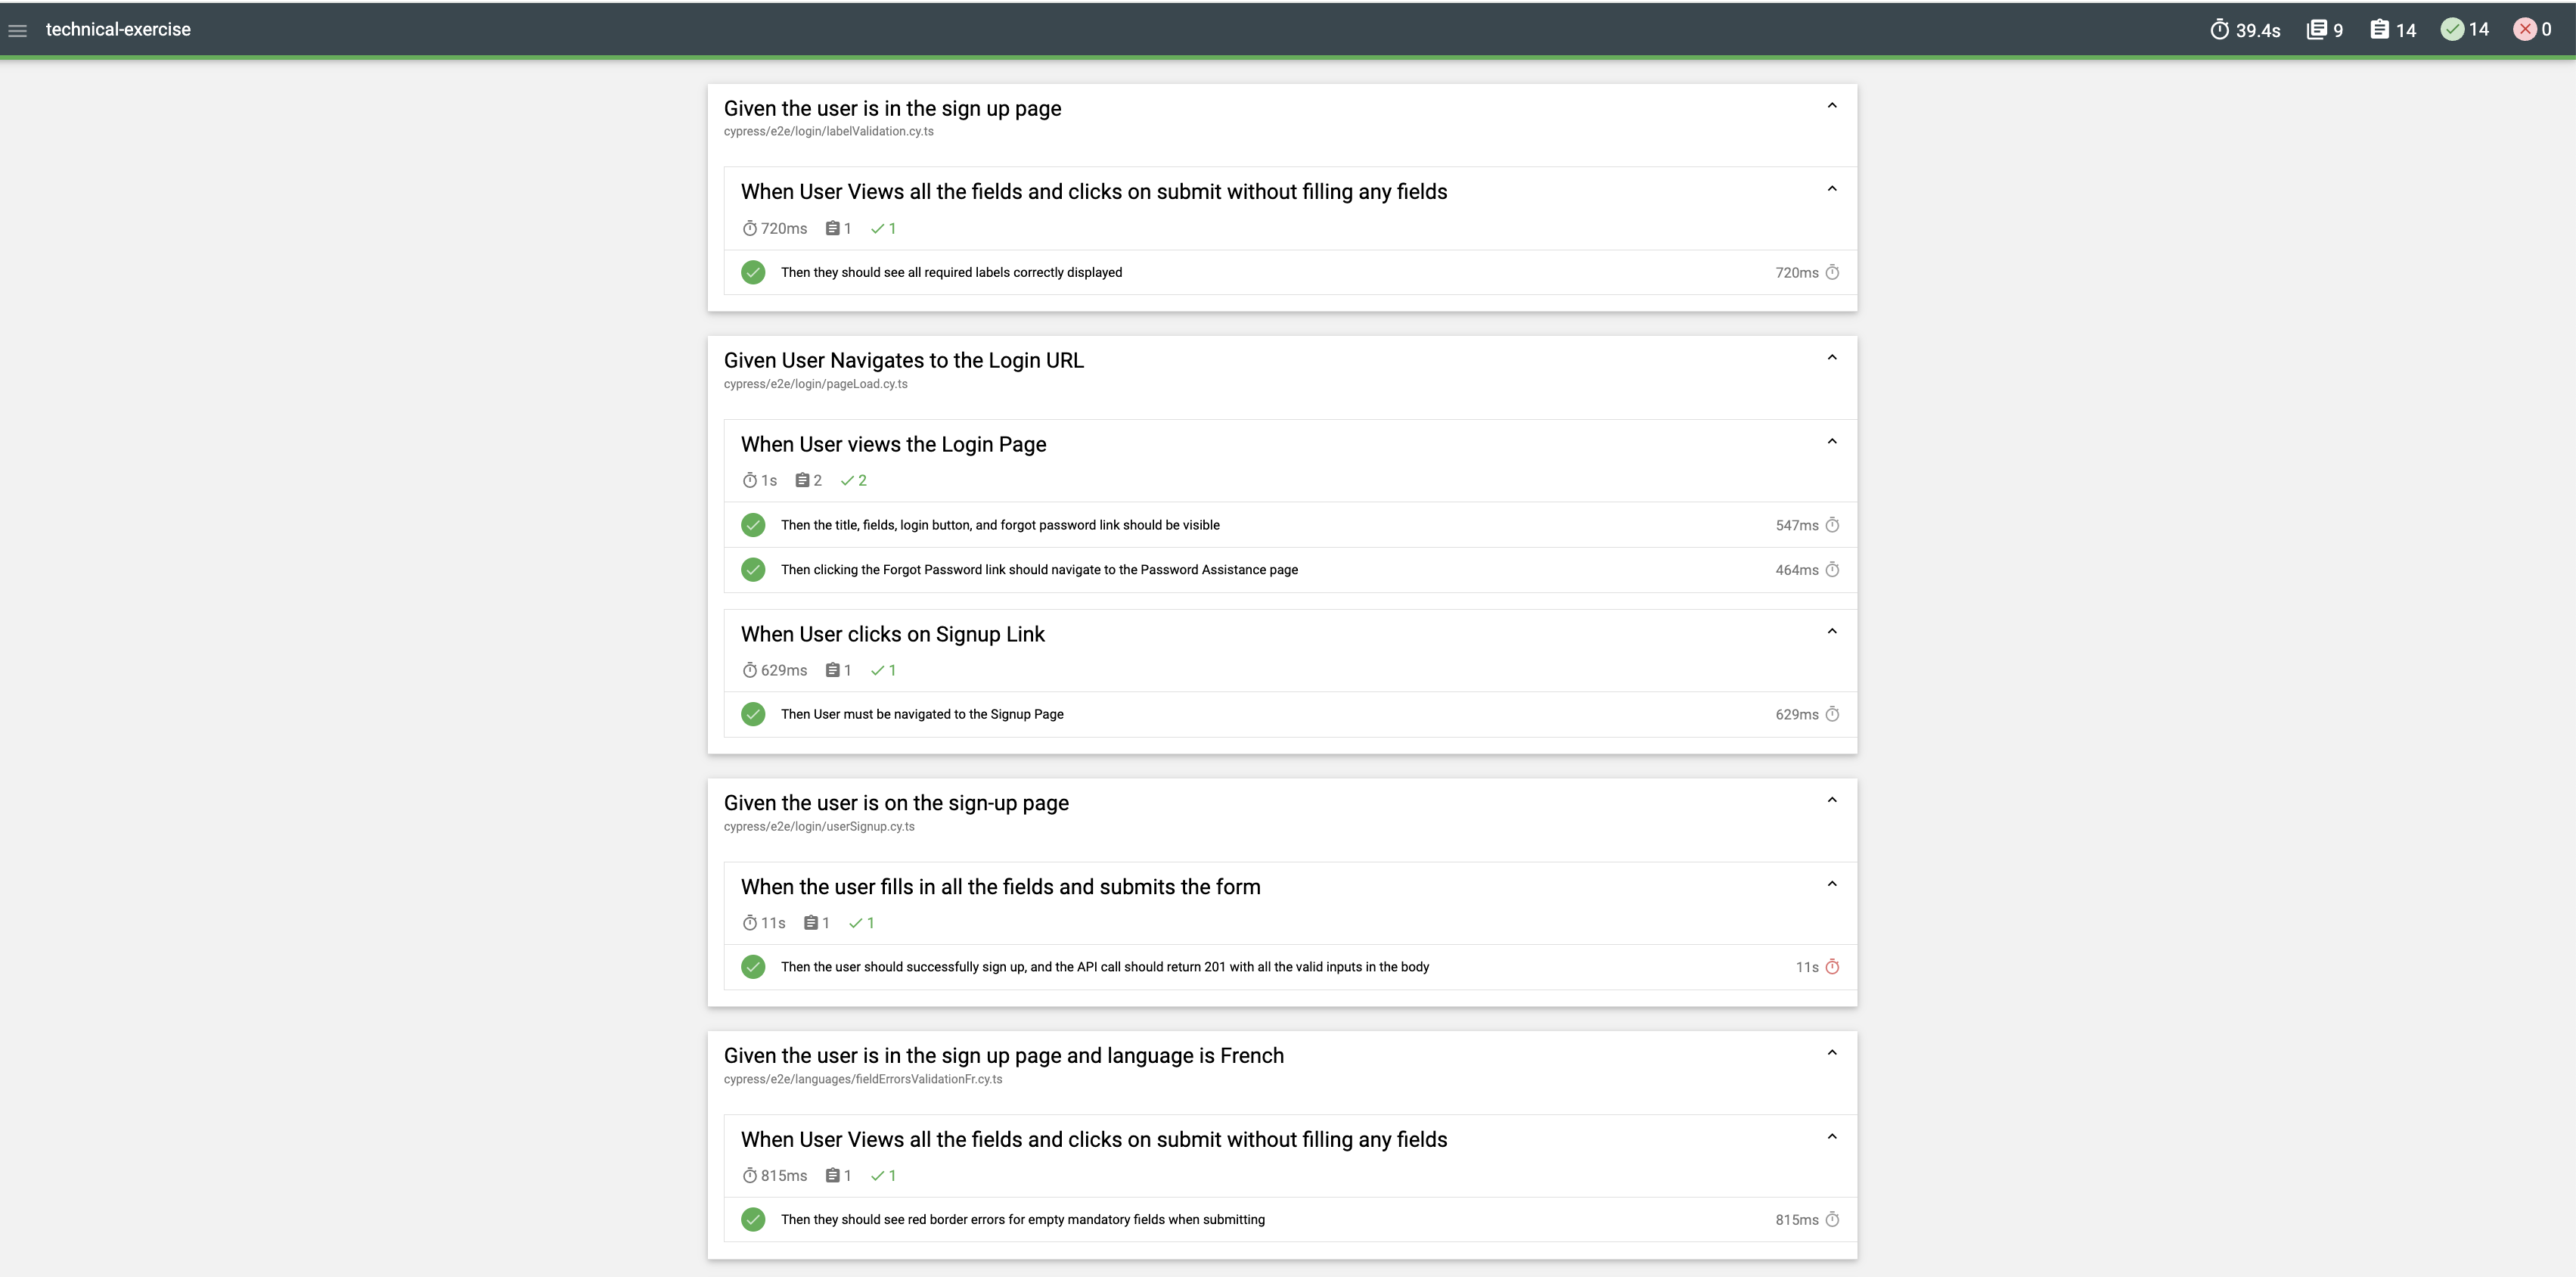 technical-exercise 39.4s 9 14 14 0
Given the user is in the sign up page
cypress/e2e/login/labelValidation.cy.ts
When User Views all the fields and clicks on submit without filling any fields
720ms 1 1
Then they should see all required labels correctly displayed 720ms
Given User Navigates to the Login URL
cypress/e2e/login/pageLoad.cy.ts
When User views the Login Page
1s 2 2
Then the title, fields, login button, and forgot password link should be visible 547ms
Then clicking the Forgot Password link should navigate to the Password Assistance page 464ms
When User clicks on Signup Link
629ms 1 1
Then User must be navigated to the Signup Page 629ms
Given the user is on the sign-up page
cypress/e2e/login/userSignup.cy.ts
When the user fills in all the fields and submits the form
11s 1 1
Then the user should successfully sign up, and the API call should return 201 with all the valid inputs in the body 11s
Given the user is in the sign up page and language is French
cypress/e2e/languages/fieldErrorsValidationFr.cy.ts
When User Views all the fields and clicks on submit without filling any fields
815ms 1 1
Then they should see red border errors for empty mandatory fields when submitting 815ms